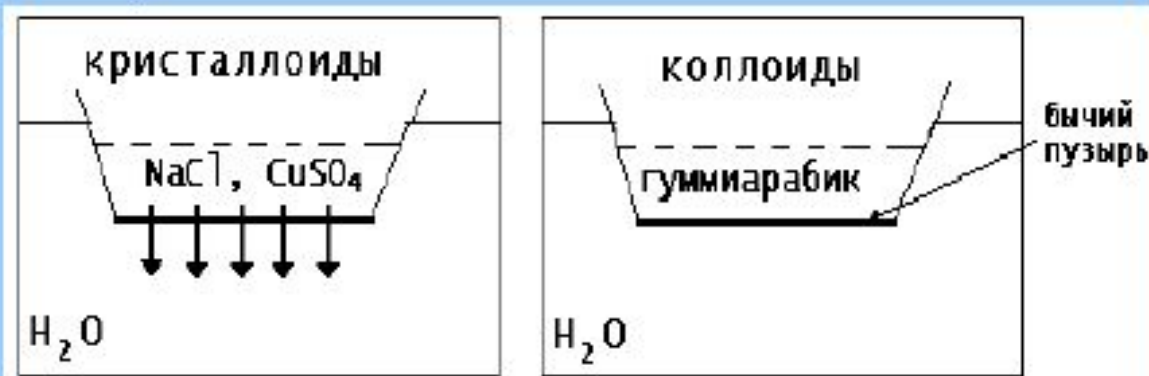 кристаллоиды
NaCl, CuSO₄
H₂O
коллоиды
гуммиарабик
H₂O
бычий
пузырь